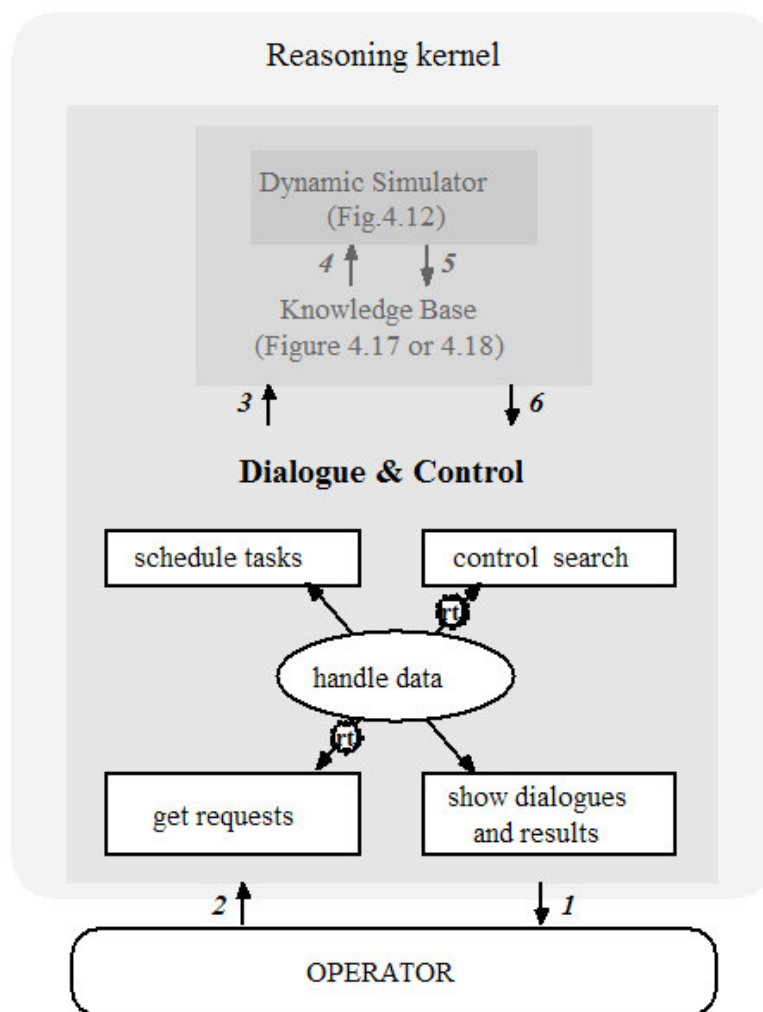 Reasoning kernel
Dynamic Simulator
(Fig.4.12)
4 5
Knowledge Base
(Figure 4.17 or 4.18)
3 6
Dialogue & Control
schedule tasks control search
rt
handle data
rt
get requests
show dialogues
and results
2 1
OPERATOR